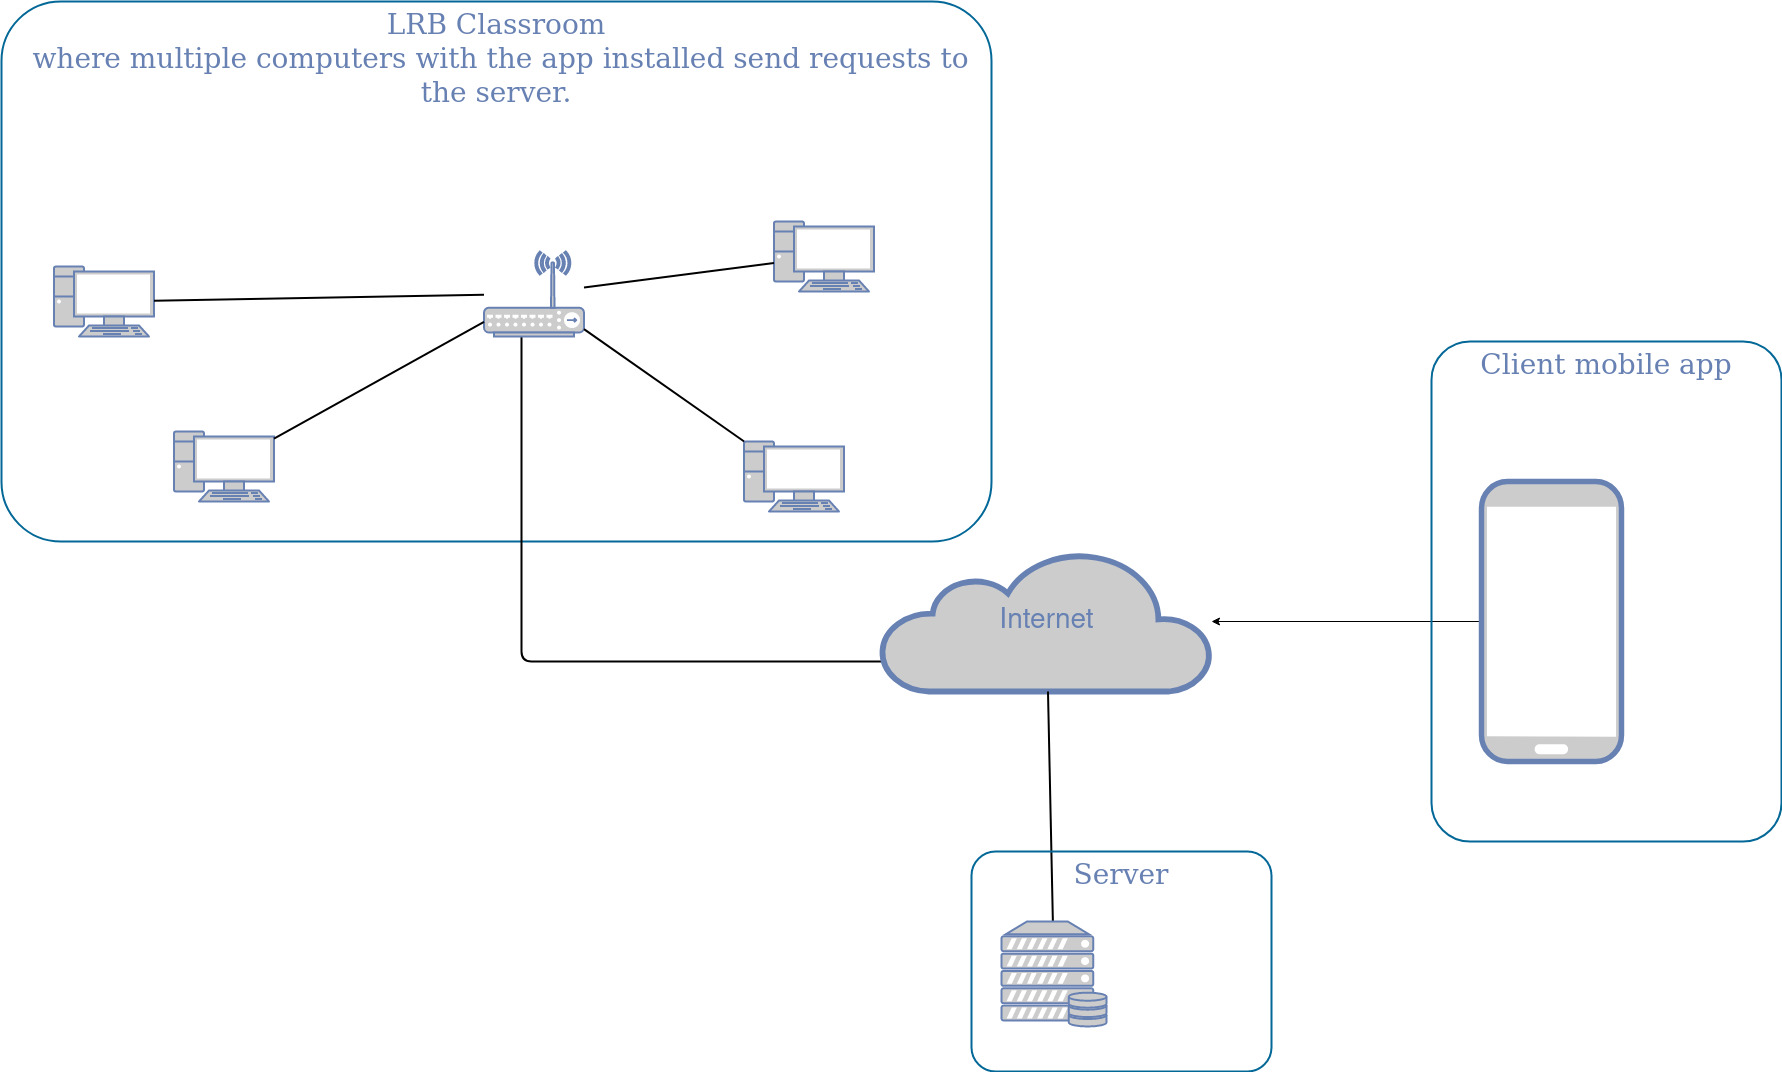 LRB Classroom
where multiple computers with the app installed send requests to
the server.
Client mobile app
Internet
Server